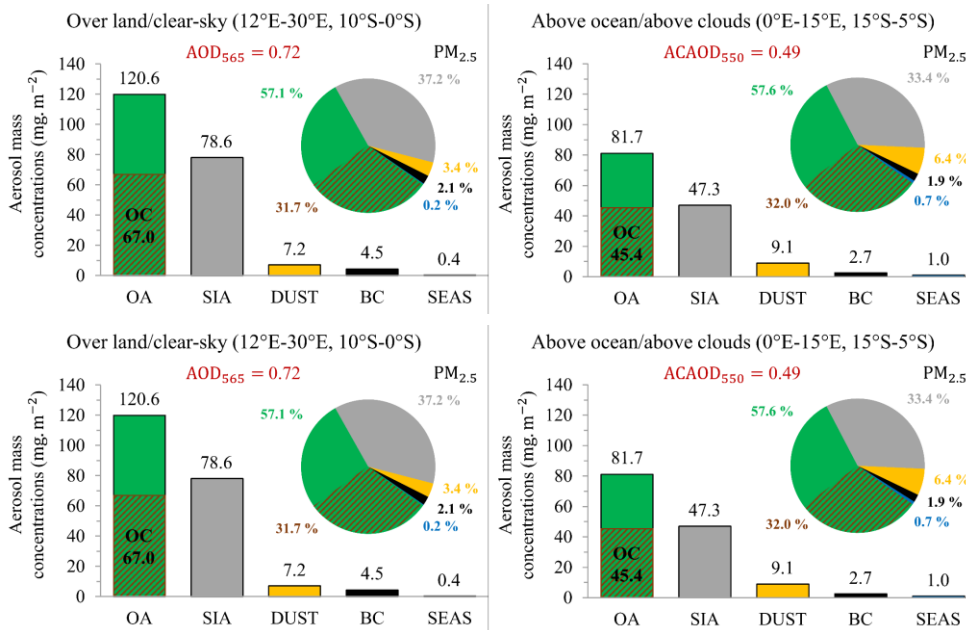 Over land/clear-sky (12°E-30°E, 10°S-0°S)
AOD₅₆₅ = 0.72
PM₂.₅
Aerosol mass
concentrations (mg. m⁻²)
140
120
100
80
60
40
20
0
120.6
78.6
7.2
4.5
0.4
OC
67.0
OA SIA DUST BC SEAS
37.2 %
57.1 %
3.4 %
2.1 %
0.2 %
31.7 %
Above ocean/above clouds (0°E-15°E, 15°S-5°S)
ACAOD₅₅₀ = 0.49
PM₂.₅
Aerosol mass
concentrations (mg. m⁻²)
140
120
100
80
60
40
20
0
81.7
47.3
9.1
2.7
1.0
OC
45.4
OA SIA DUST BC SEAS
33.4 %
57.6 %
6.4 %
1.9 %
0.7 %
32.0 %
Over land/clear-sky (12°E-30°E, 10°S-0°S)
AOD₅₆₅ = 0.72
PM₂.₅
Aerosol mass
concentrations (mg. m⁻²)
140
120
100
80
60
40
20
0
120.6
78.6
7.2
4.5
0.4
OC
67.0
OA SIA DUST BC SEAS
37.2 %
57.1 %
3.4 %
2.1 %
0.2 %
31.7 %
Above ocean/above clouds (0°E-15°E, 15°S-5°S)
ACAOD₅₅₀ = 0.49
PM₂.₅
Aerosol mass
concentrations (mg. m⁻²)
140
120
100
80
60
40
20
0
81.7
47.3
9.1
2.7
1.0
OC
45.4
OA SIA DUST BC SEAS
33.4 %
57.6 %
6.4 %
1.9 %
0.7 %
32.0 %